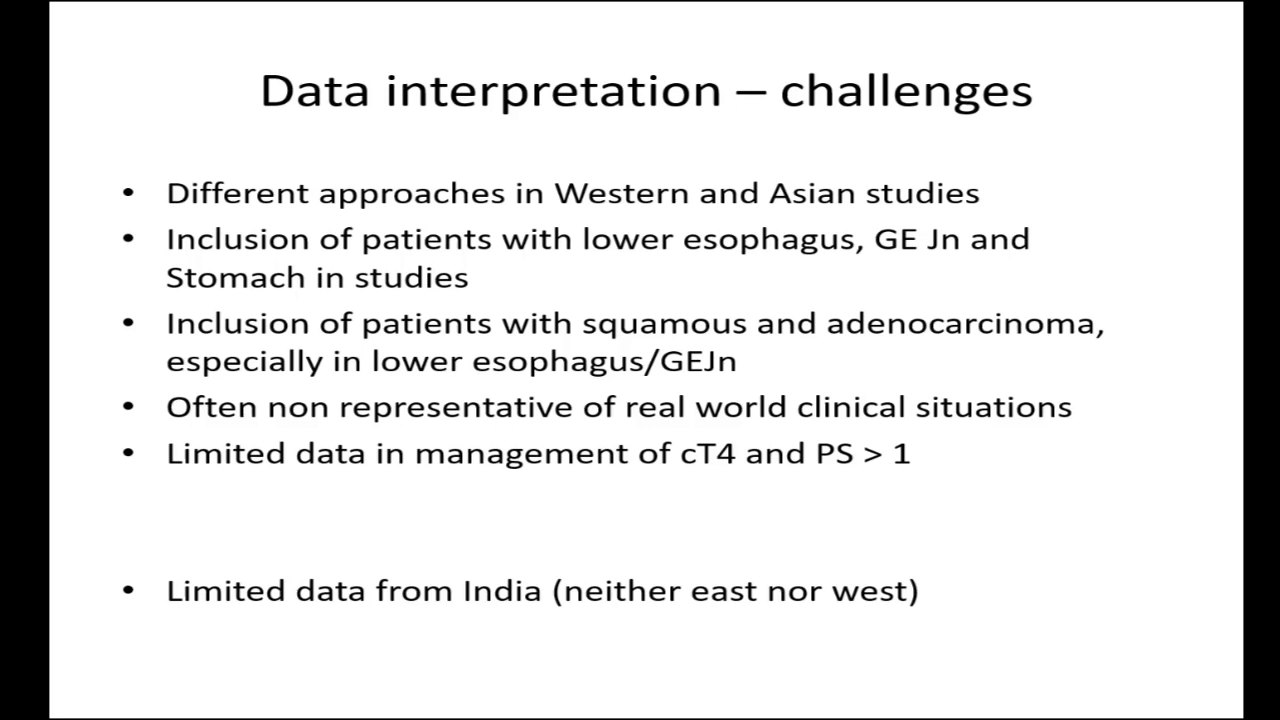 Data interpretation – challenges
• Different approaches in Western and Asian studies
• Inclusion of patients with lower esophagus, GE Jn and
Stomach in studies
• Inclusion of patients with squamous and adenocarcinoma,
especially in lower esophagus/GEJn
• Often non representative of real world clinical situations
• Limited data in management of cT4 and PS > 1
• Limited data from India (neither east nor west)